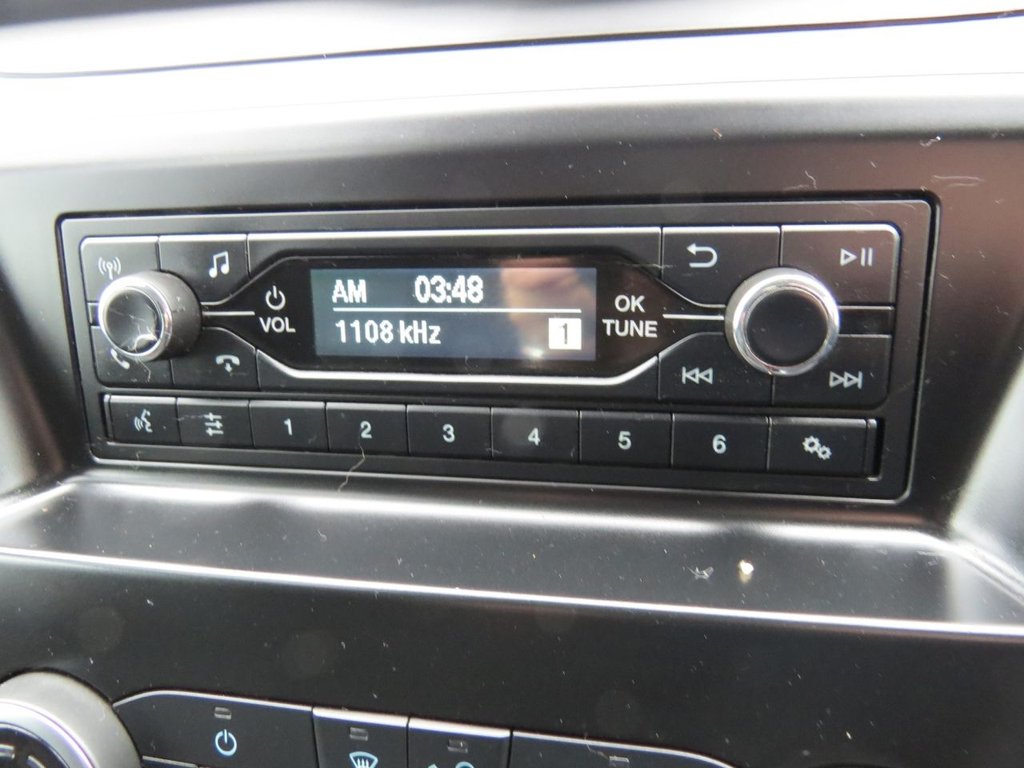 AM 03:48
1108 kHz 1
VOL
OK
TUNE
1 2 3 4 5 6